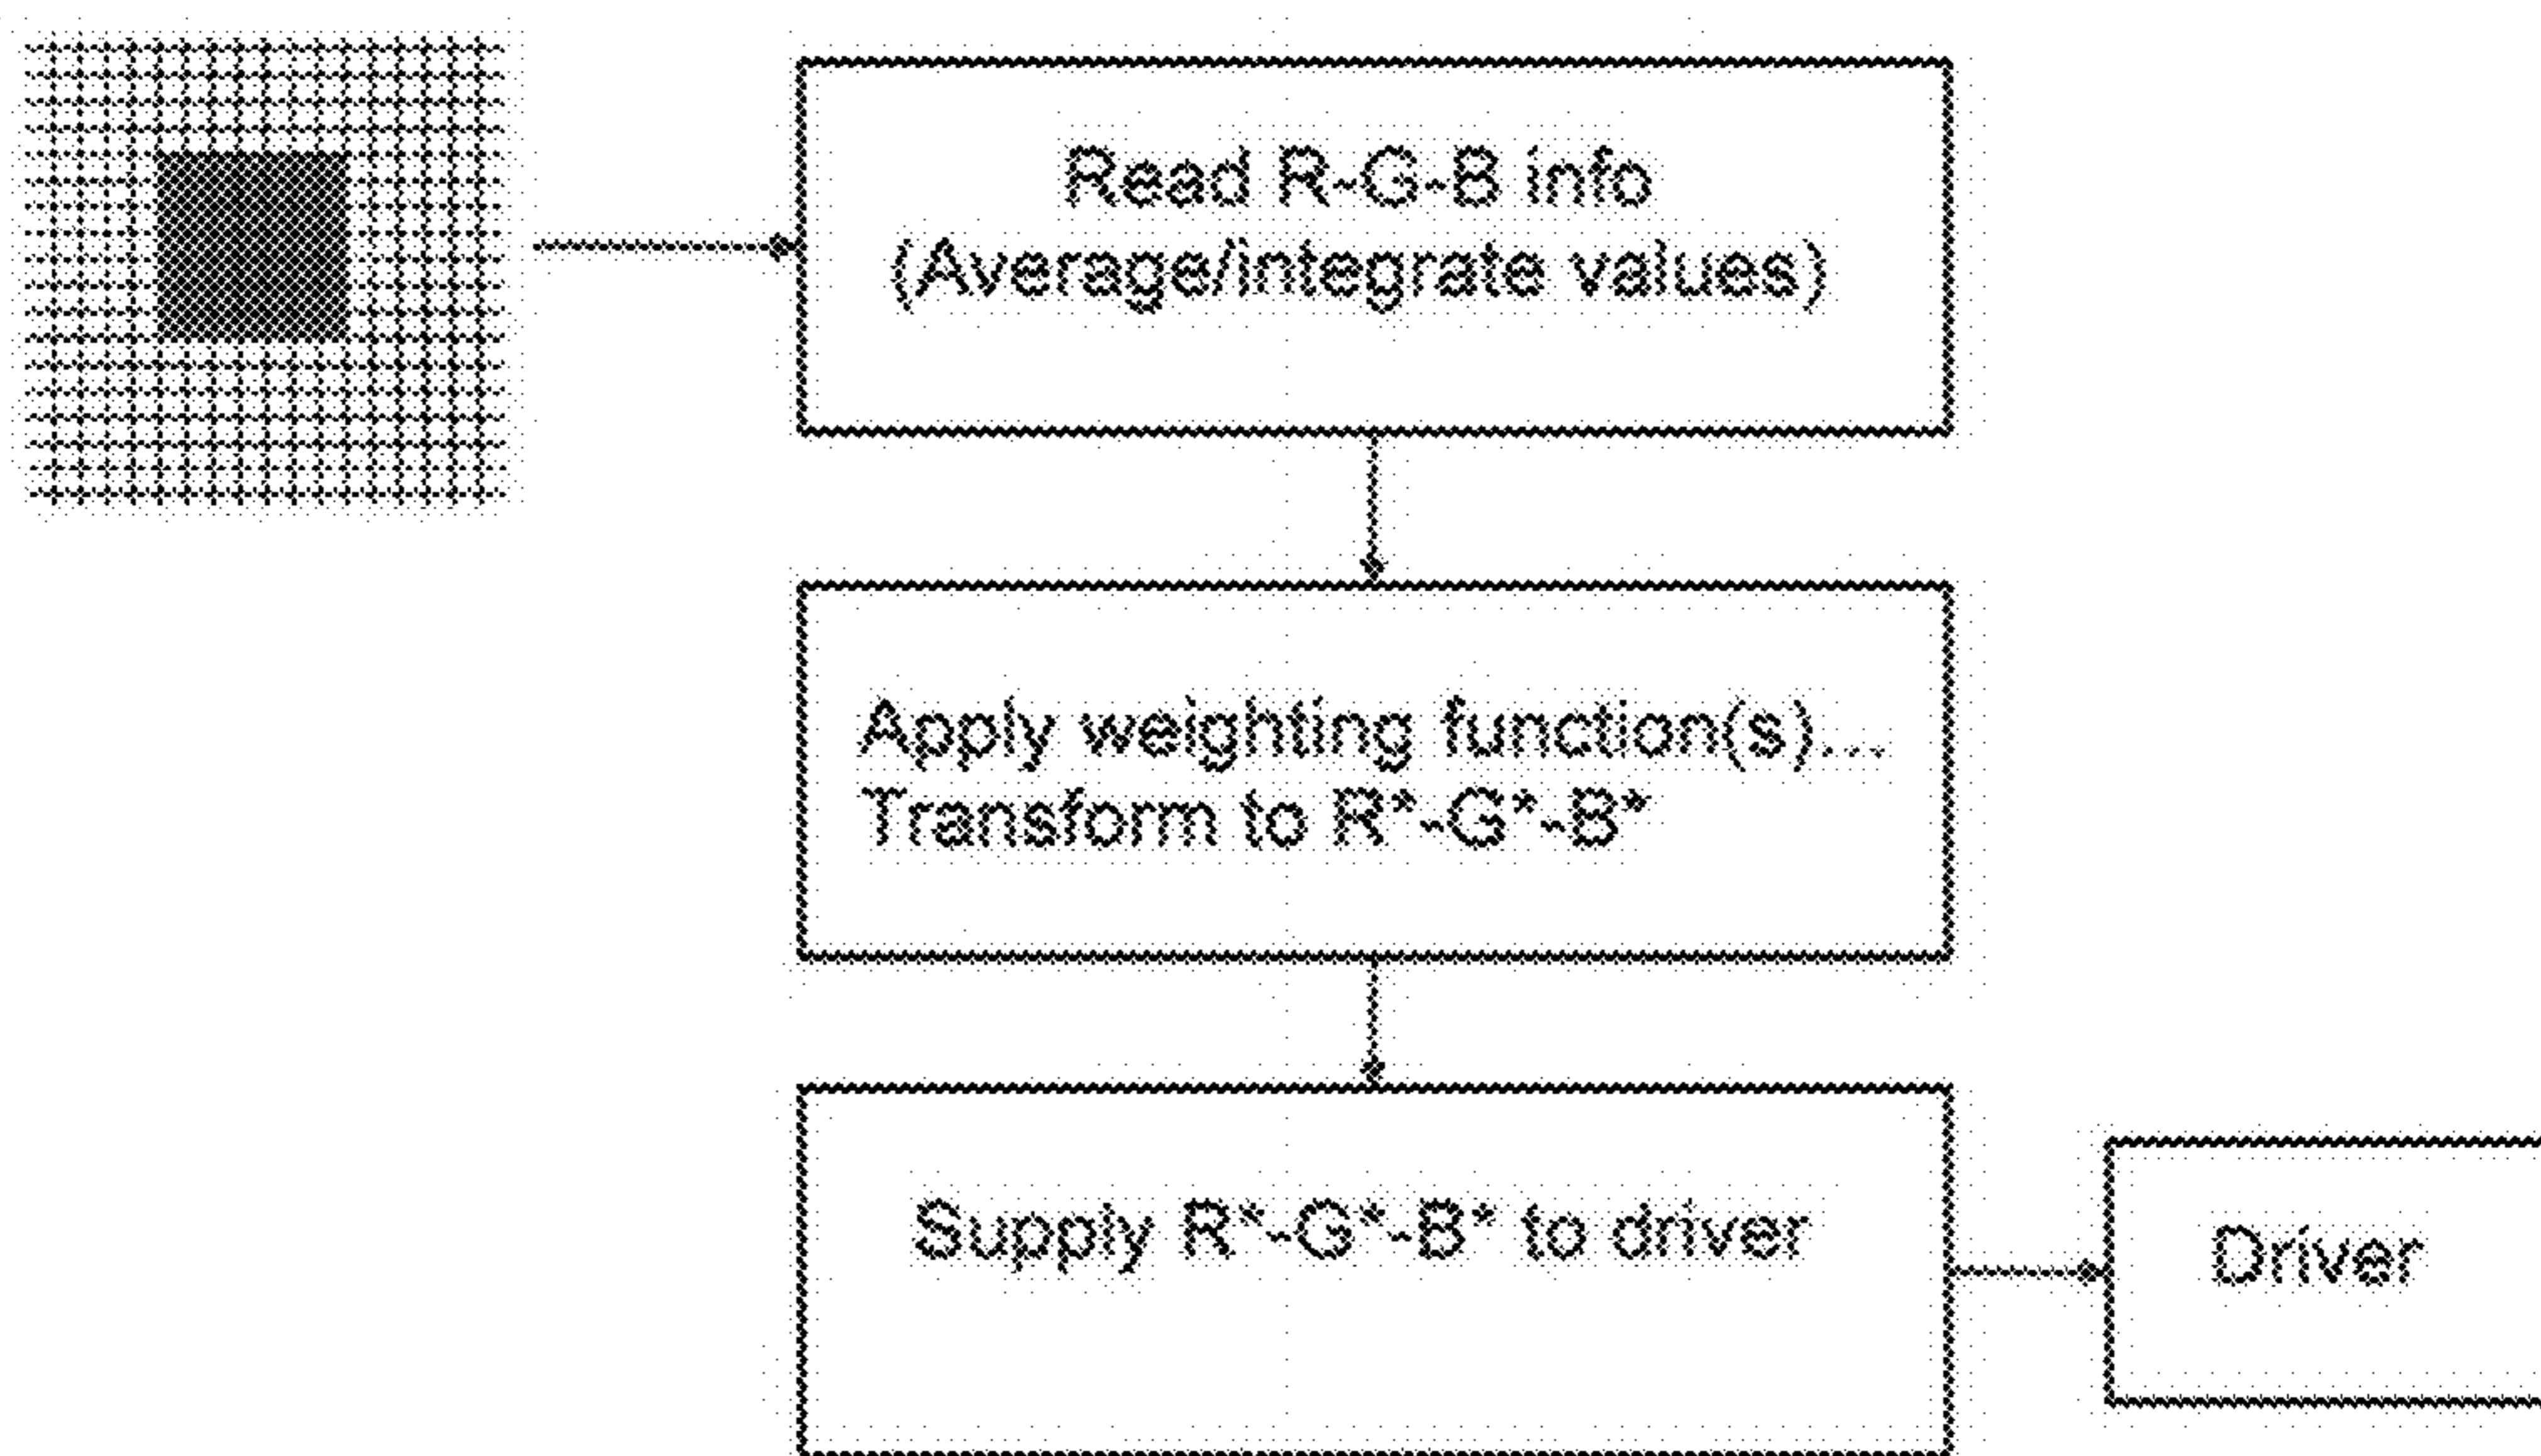 Read R-G-B info
(Average/integrate values)
Apply weighting function(s)...
Transform to R*-G*-B*
Supply R*-G*-B* to driver
Driver